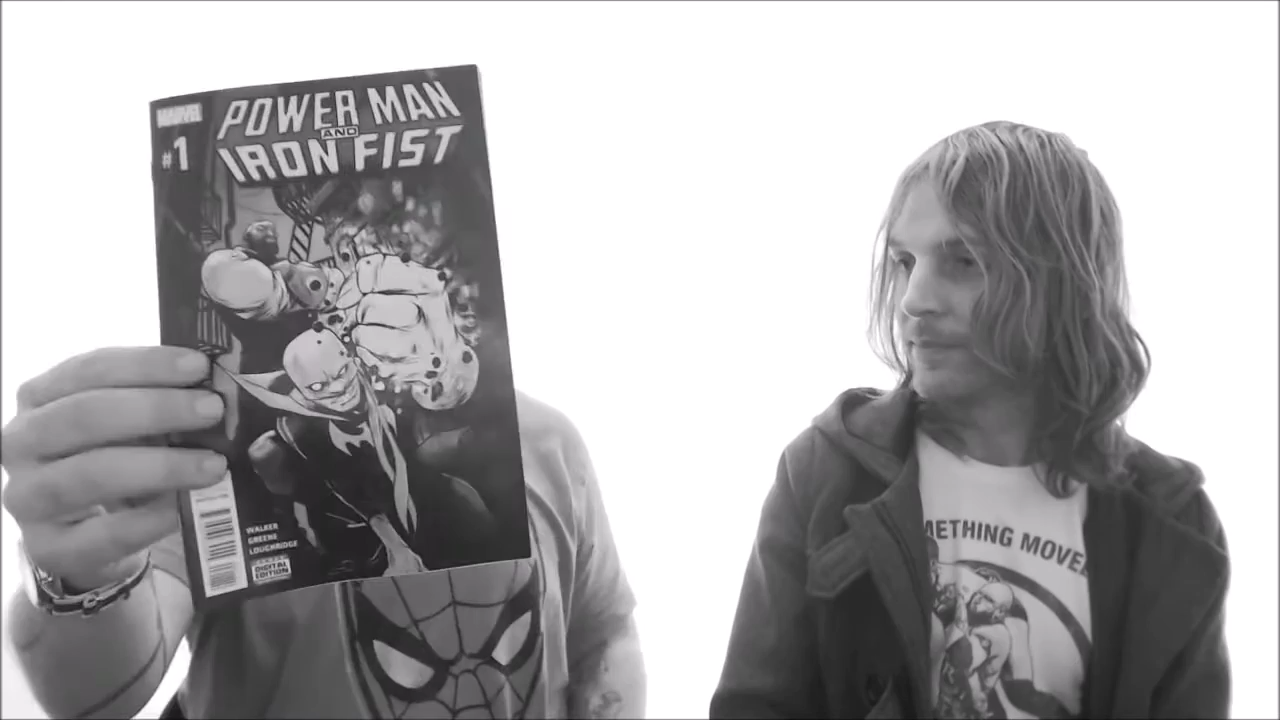 MARVEL
#1
POWER MAN
AND
IRON FIST
WALKER
GREENE
LOUGHRIDGE
DIGITAL
EDITION
METHING MOVE